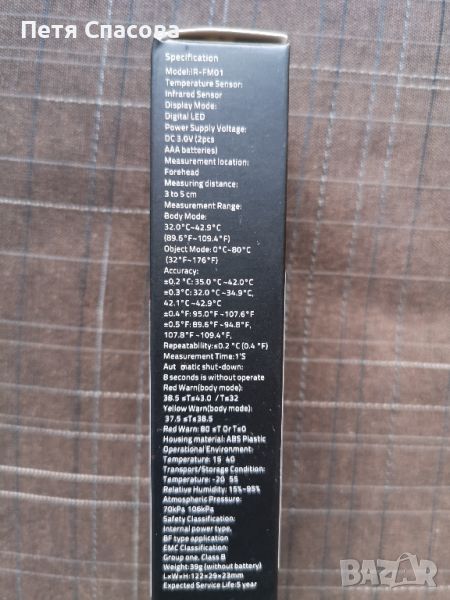 Петя Спасова
Specification
Model:IR-FM01
Temperature Sensor:
Infrared Sensor
Display Mode:
Digital LED
Power Supply Voltage:
DC 3.0V (2pcs
AAA batteries)
Measurement location:
Forehead
Measuring distance:
3 to 5 cm
Measurement Range:
Body Mode:
32.0°C~42.9°C
(89.6°F~109.4°F)
Object Mode: 0°C~80°C
(32°F~176°F)
Accuracy:
±0.2 °C: 35.0 °C ~42.0°C
±0.3°C: 32.0 °C ~34.9°C,
42.1°C ~42.9°C
±0.4°F: 95.0°F ~107.6°F
±0.5°F: 89.6°F ~94.8°F,
107.8°F ~109.4°F,
Repeatability:≤0.2 °C (0.4 °F)
Measurement Time:1'S
Aut matic shut-down:
8 seconds is without operate
Red Warn(body mode):
38.5 ≤T≤43.0 /T≤32
Yellow Warn(body mode):
37.5 ≤T≤38.5
Red Warn: 80 ≤T Or T≤0
Housing material: ABS Plastic
Operational Environment:
Temperature: 15 40
Transport/Storage Condition:
Temperature: -20 55
Relative Humidity: 15%~95%
Atmospheric Pressure:
70kPa 106kPa
Safety Classification:
Internal power type,
BF type application
EMC Classification:
Group one, Class B
Weight: 39g (without battery)
L×W×H:122×29×23mm
Expected Service Life:5 year
BAZAR
bg